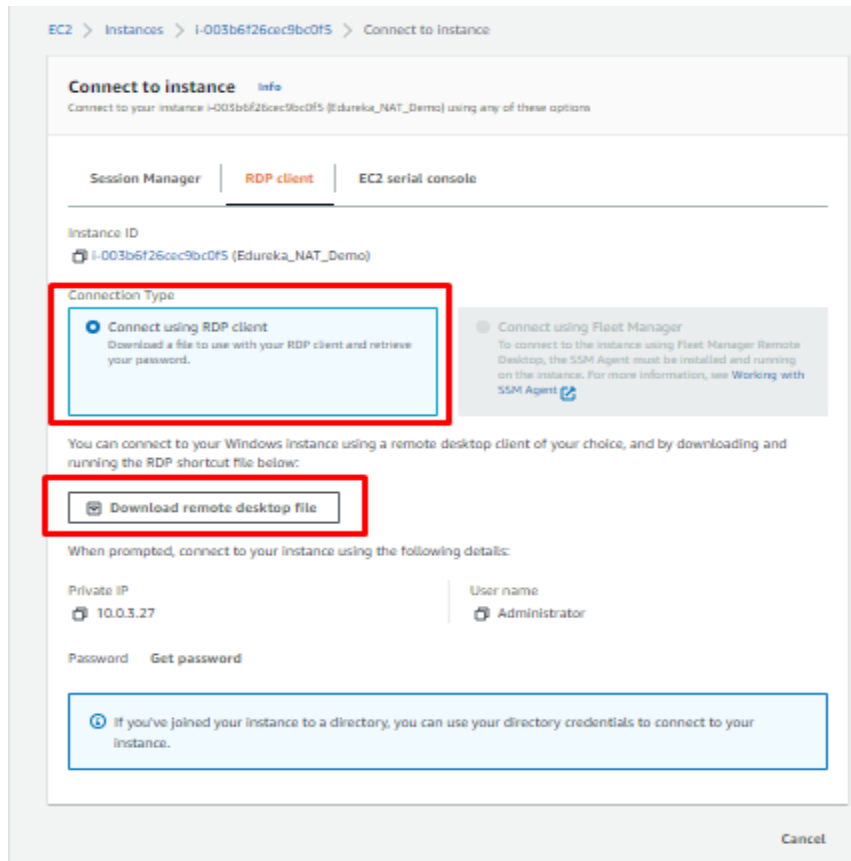 EC2 > Instances > i-003b6f26cec9bc0f5 > Connect to instance
Connect to instance Info
Connect to your instance i-003b6f26cec9bc0f5 (Edureka_NAT_Demo) using any of these options
Session Manager RDP client EC2 serial console
Instance ID
i-003b6f26cec9bc0f5 (Edureka_NAT_Demo)
Connection Type
Connect using RDP client
Download a file to use with your RDP client and retrieve
your password.
Connect using Fleet Manager
To connect to the instance using Fleet Manager Remote
Desktop, the SSM Agent must be installed and running
on the instance. For more information, see Working with
SSM Agent
You can connect to your Windows instance using a remote desktop client of your choice, and by downloading and
running the RDP shortcut file below:
Download remote desktop file
When prompted, connect to your instance using the following details:
Private IP
10.0.3.27
User name
Administrator
Password Get password
If you've joined your instance to a directory, you can use your directory credentials to connect to your
instance.
Cancel